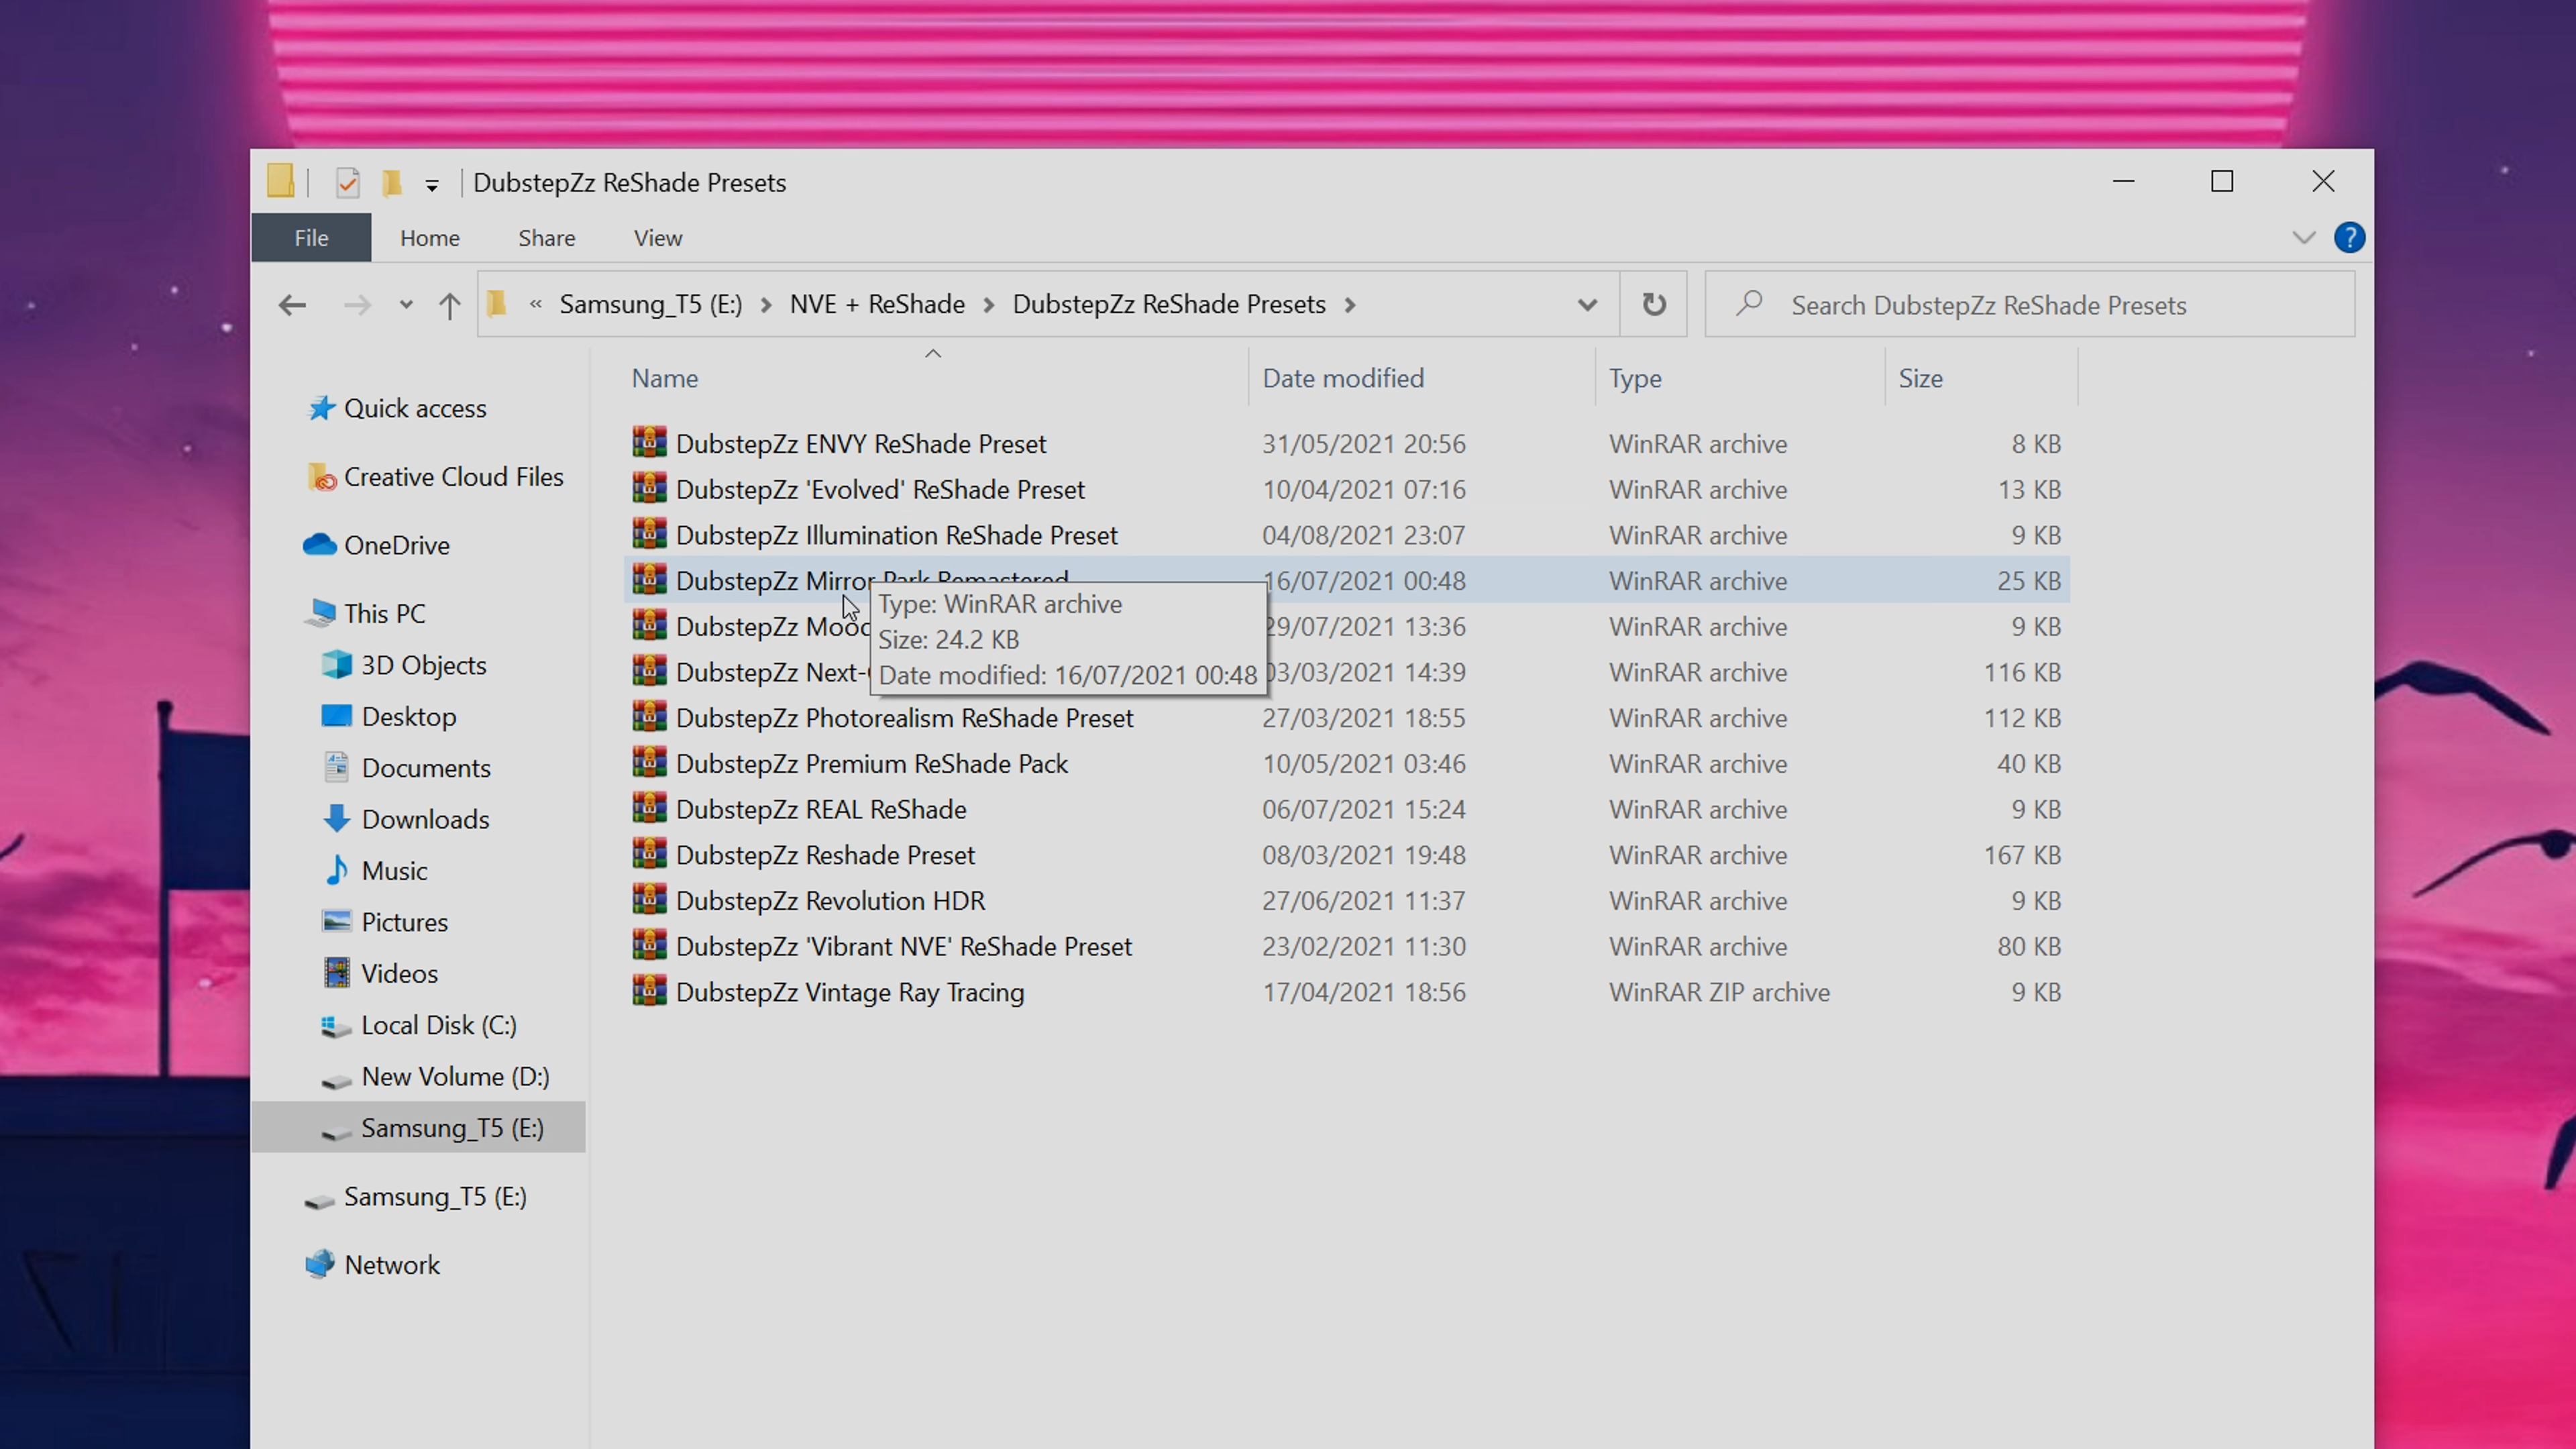 DubstepZz ReShade Presets
File Home Share View
« Samsung_T5 (E:) > NVE + ReShade > DubstepZz ReShade Presets >
Search DubstepZz ReShade Presets
Name Date modified Type Size
Quick access
Creative Cloud Files
OneDrive
This PC
3D Objects
Desktop
Documents
Downloads
Music
Pictures
Videos
Local Disk (C:)
New Volume (D:)
Samsung_T5 (E:)
Samsung_T5 (E:)
Network
DubstepZz ENVY ReShade Preset 31/05/2021 20:56 WinRAR archive 8 KB
DubstepZz 'Evolved' ReShade Preset 10/04/2021 07:16 WinRAR archive 13 KB
DubstepZz Illumination ReShade Preset 04/08/2021 23:07 WinRAR archive 9 KB
DubstepZz Mirror Park Remastered 16/07/2021 00:48 WinRAR archive 25 KB
DubstepZz 29/07/2021 13:36 WinRAR archive 9 KB
DubstepZz Next- 03/03/2021 14:39 WinRAR archive 116 KB
DubstepZz Photorealism ReShade Preset 27/03/2021 18:55 WinRAR archive 112 KB
DubstepZz Premium ReShade Pack 10/05/2021 03:46 WinRAR archive 40 KB
DubstepZz REAL ReShade 06/07/2021 15:24 WinRAR archive 9 KB
DubstepZz Reshade Preset 08/03/2021 19:48 WinRAR archive 167 KB
DubstepZz Revolution HDR 27/06/2021 11:37 WinRAR archive 9 KB
DubstepZz 'Vibrant NVE' ReShade Preset 23/02/2021 11:30 WinRAR archive 80 KB
DubstepZz Vintage Ray Tracing 17/04/2021 18:56 WinRAR ZIP archive 9 KB
Type: WinRAR archive
Size: 24.2 KB
Date modified: 16/07/2021 00:48